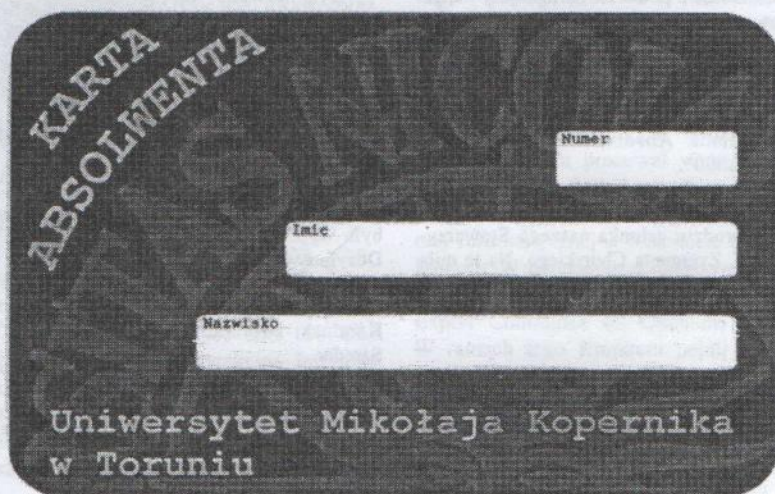 KARTA
ABSOLWENTA
Numer
Imię
Nazwisko
Uniwersytet Mikołaja Kopernika
w Toruniu